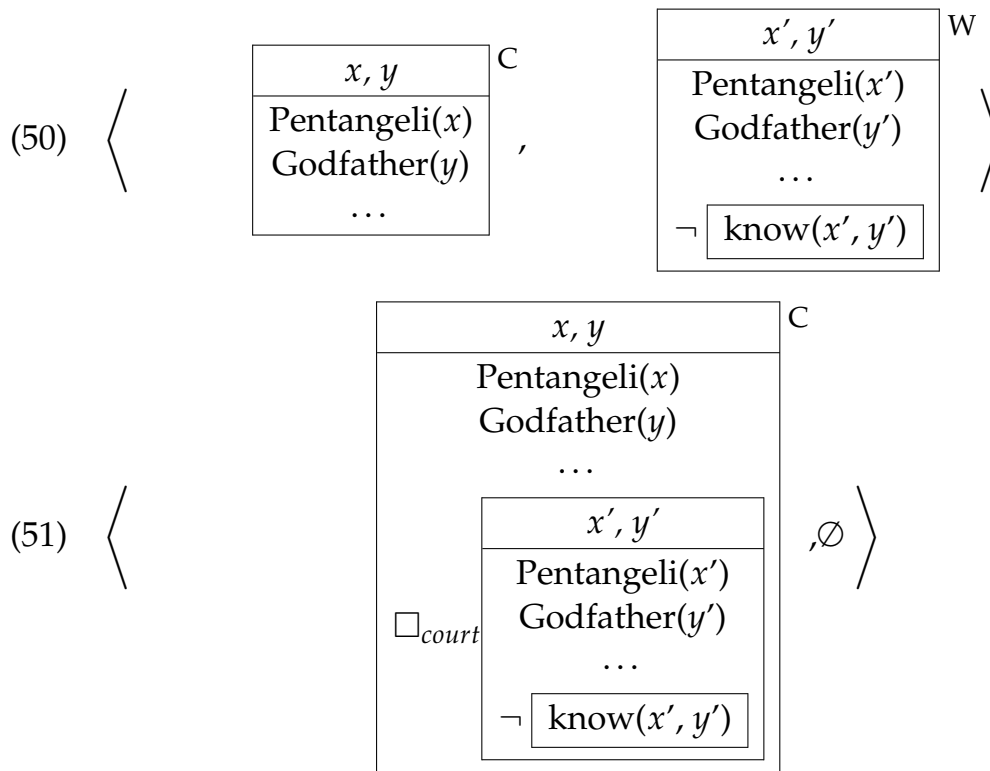 (50) ⟨ x, y C , x', y' W ⟩
Pentangeli(x) Pentangeli(x')
Godfather(y) Godfather(y')
... ...
¬ know(x', y')
(51) ⟨ x, y C ,∅ ⟩
Pentangeli(x)
Godfather(y)
...
x', y'
Pentangeli(x')
□court Godfather(y')
...
¬ know(x', y')